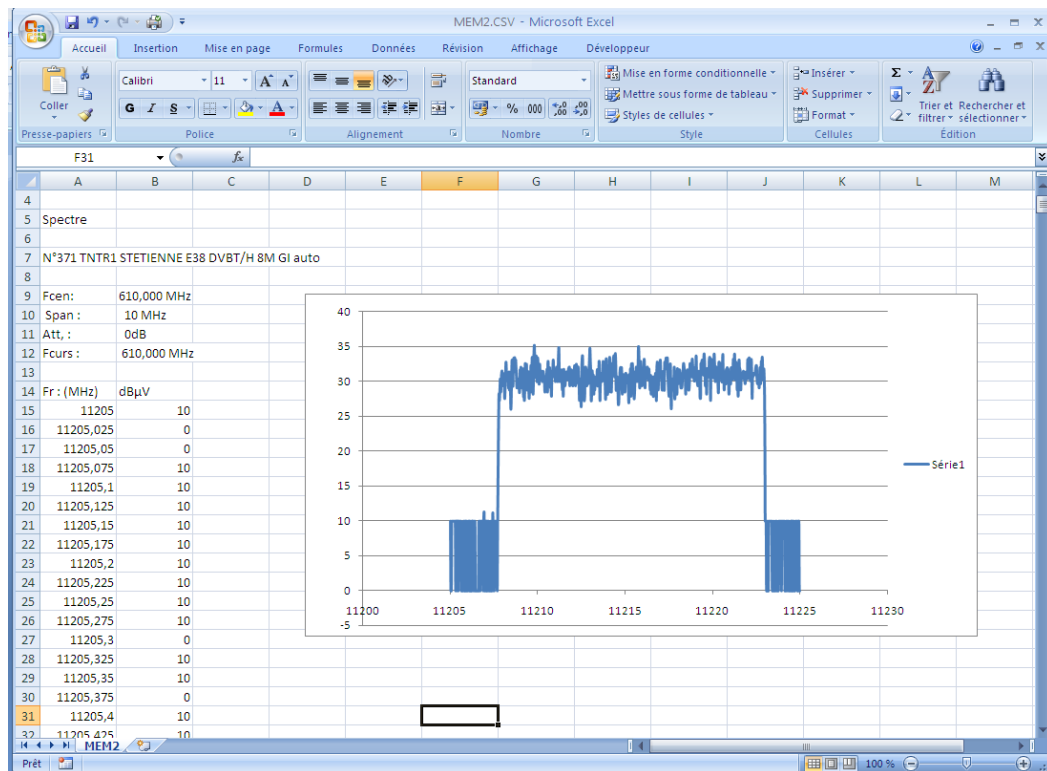 MEM2.CSV - Microsoft Excel
Accueil Insertion Mise en page Formules Données Révision Affichage Développeur
Coller
Calibri 11 A A
G I S
Standard
% 000
Mise en forme conditionnelle
Mettre sous forme de tableau
Styles de cellules
Insérer
Supprimer
Format
Σ
Trier et filtrer
Rechercher et sélectionner
Presse-papiers Police Alignement Nombre Style Cellules Édition
F31 fx
A B C D E F G H I J K L M
4
5 Spectre
6
7 N°371 TNTR1 STETIENNE E38 DVBT/H 8M GI auto
8
9 Fcen: 610,000 MHz
10 Span : 10 MHz
11 Att, : 0dB
12 Fcurs : 610,000 MHz
13
14 Fr : (MHz) dBµV
15 11205 10
16 11205,025 0
17 11205,05 0
18 11205,075 10
19 11205,1 10
20 11205,125 10
21 11205,15 10
22 11205,175 10
23 11205,2 10
24 11205,225 10
25 11205,25 10
26 11205,275 10
27 11205,3 0
28 11205,325 10
29 11205,35 10
30 11205,375 0
31 11205,4 10
32 11205,425 10
40
35
30
25
20
15
10
5
0
-5
11200 11205 11210 11215 11220 11225 11230
Série1
MEM2
Prêt 100 %